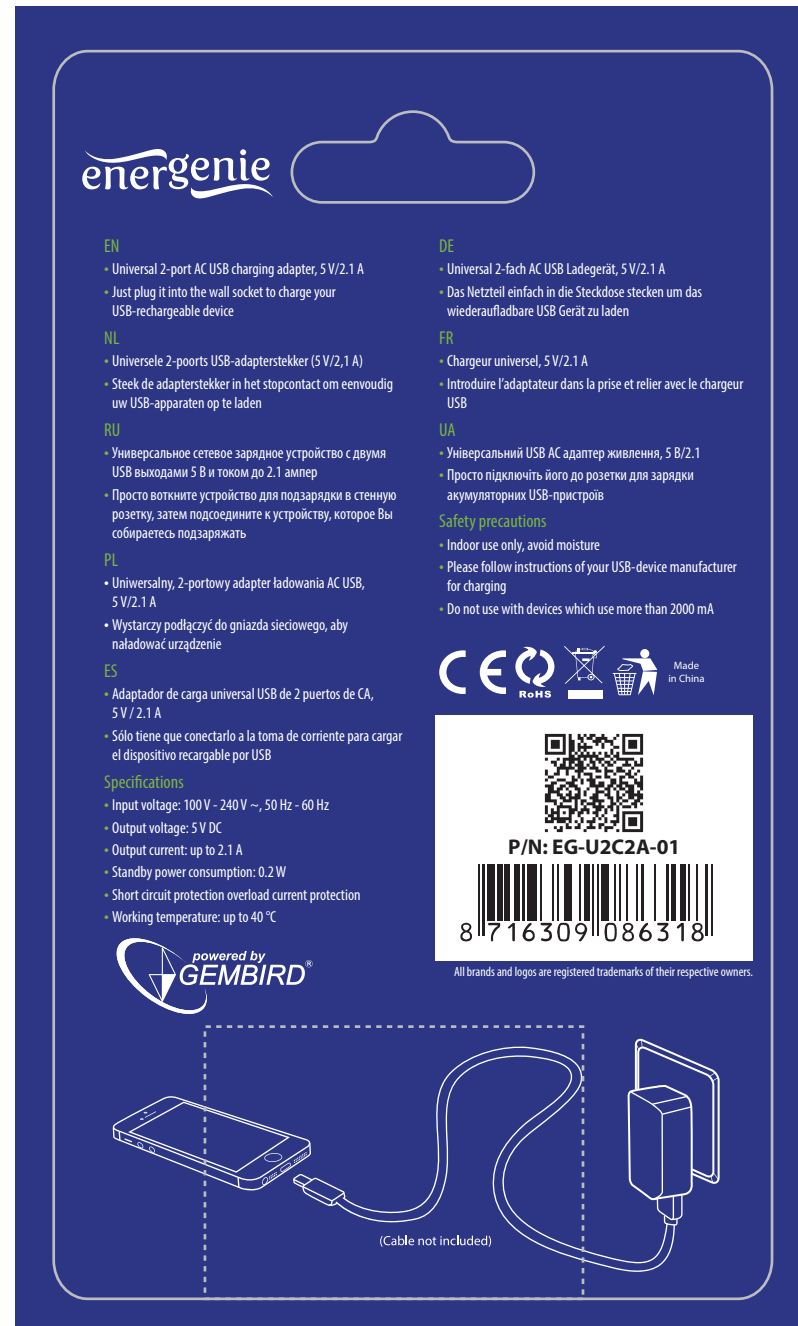 energenie
EN
• Universal 2-port AC USB charging adapter, 5 V/2.1 A
• Just plug it into the wall socket to charge your
USB-rechargeable device
NL
• Universele 2-poorts USB-adapterstekker (5 V/2,1 A)
• Steek de adapterstekker in het stopcontact om eenvoudig
uw USB-apparaten op te laden
RU
• Универсальное сетевое зарядное устройство с двумя
USB выходами 5 В и током до 2.1 ампер
• Просто воткните устройство для подзарядки в стенную
розетку, затем подсоедините к устройству, которое Вы
собираетесь подзаряжать
PL
• Uniwersalny, 2-portowy adapter ładowania AC USB,
5 V/2.1 A
• Wystarczy podłączyć do gniazda sieciowego, aby
naładować urządzenie
ES
• Adaptador de carga universal USB de 2 puertos de CA,
5 V / 2.1 A
• Sólo tiene que conectarlo a la toma de corriente para cargar
el dispositivo recargable por USB
Specifications
• Input voltage: 100 V - 240 V ~, 50 Hz - 60 Hz
• Output voltage: 5 V DC
• Output current: up to 2.1 A
• Standby power consumption: 0.2 W
• Short circuit protection overload current protection
• Working temperature: up to 40 °C
powered by
GEMBIRD®
DE
• Universal 2-fach AC USB Ladegerät, 5 V/2.1 A
• Das Netzteil einfach in die Steckdose stecken um das
wiederaufladbare USB Gerät zu laden
FR
• Chargeur universel, 5 V/2.1 A
• Introduire l'adaptateur dans la prise et relier avec le chargeur
USB
UA
• Універсальний USB AC адаптер живлення, 5 В/2.1
• Просто підключіть його до розетки для зарядки
акумуляторних USB-пристроїв
Safety precautions
• Indoor use only, avoid moisture
• Please follow instructions of your USB-device manufacturer
for charging
• Do not use with devices which use more than 2000 mA
CE
RoHS
Made
in China
P/N: EG-U2C2A-01
8 716309 086318
All brands and logos are registered trademarks of their respective owners.
(Cable not included)